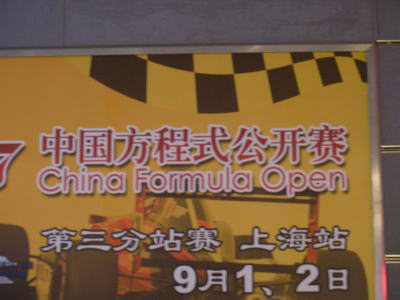 7 中国方程式公开赛
China Formula Open
第三分站赛 上海站
9月1、2日